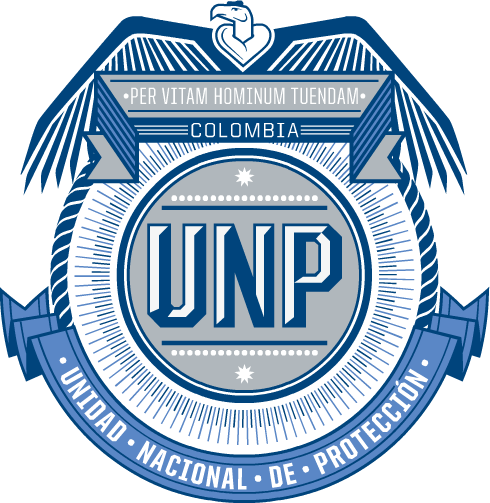 •PER VITAM HOMINUM TUENDAM•
COLOMBIA
UNP
• UNIDAD • NACIONAL • DE • PROTECCIÓN •